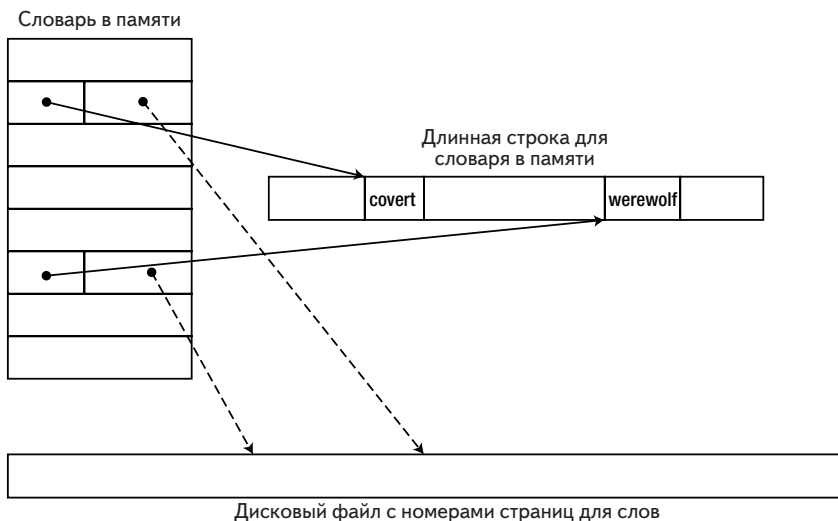 Словарь в памяти
Длинная строка для
словаря в памяти
covert
werewolf
Дисковый файл с номерами страниц для слов